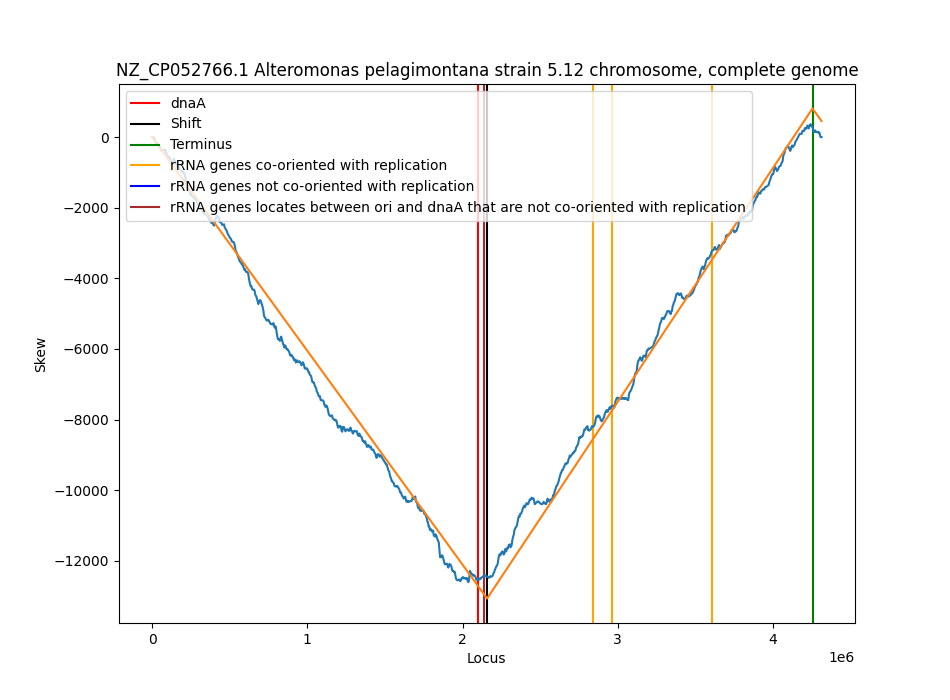 NZ_CP052766.1 Alteromonas pelagimontana strain 5.12 chromosome, complete genome
dnaA
Shift
Terminus
rRNA genes co-oriented with replication
rRNA genes not co-oriented with replication
rRNA genes locates between ori and dnaA that are not co-oriented with replication
Skew
0
−2000
−4000
−6000
−8000
−10000
−12000
0 1 2 3 4
1e6
Locus